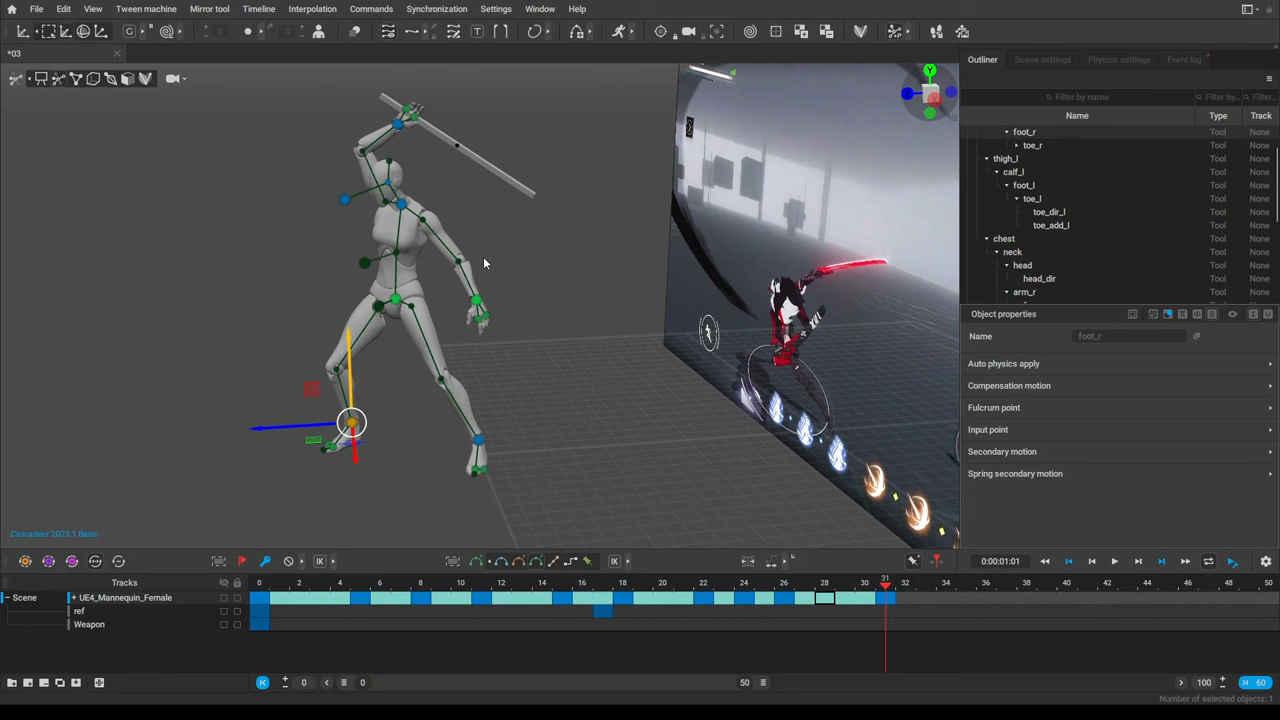 File Edit View Tween machine Mirror tool Timeline Interpolation Commands Synchronization Settings Window Help
*03
Outliner Scene settings Physics settings Event log
Filter by name Filter by... Filter...
Name Type Track
foot_r Tool None
toe_r Tool None
thigh_l Tool None
calf_l Tool None
foot_l Tool None
toe_l Tool None
toe_dir_l Tool None
toe_add_l Tool None
chest Tool None
neck Tool None
head Tool None
head_dir Tool None
arm_r Tool None
Object properties
Name foot_r
Auto physics apply
Compensation motion
Fulcrum point
Input point
Secondary motion
Spring secondary motion
Y
Z
Cascadeur 2023.1 Basic
IK IK 0:00:01:01
Tracks 0 2 4 6 8 10 12 14 16 18 20 22 24 26 28 30 31 32 34 36 38 40 42 44 46 48 50
Scene + UE4_Mannequin_Female
ref
Weapon
0 0 50 100 60
Number of selected objects: 1